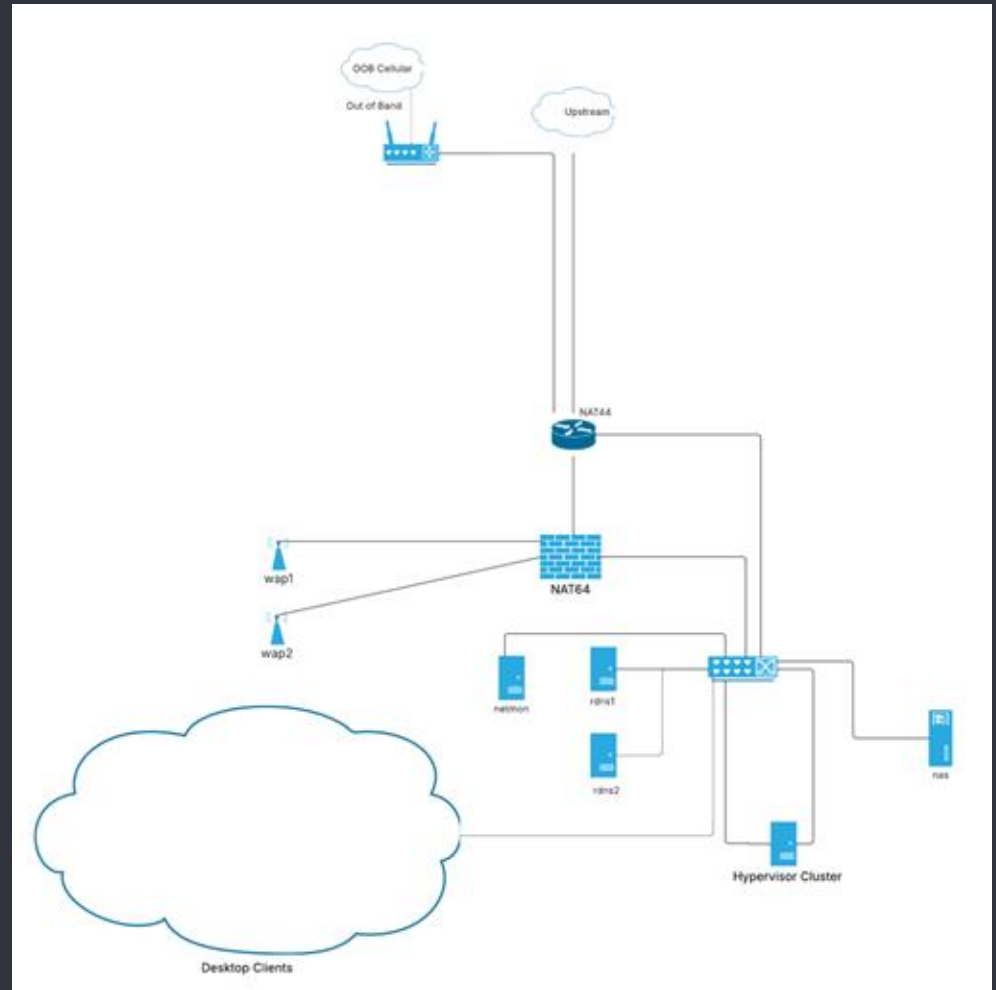 OOB Cellular
Out of Band
Upstream
NAT44
NAT64
wap1
wap2
netmon
rdns1
rdns2
nas
Hypervisor Cluster
Desktop Clients